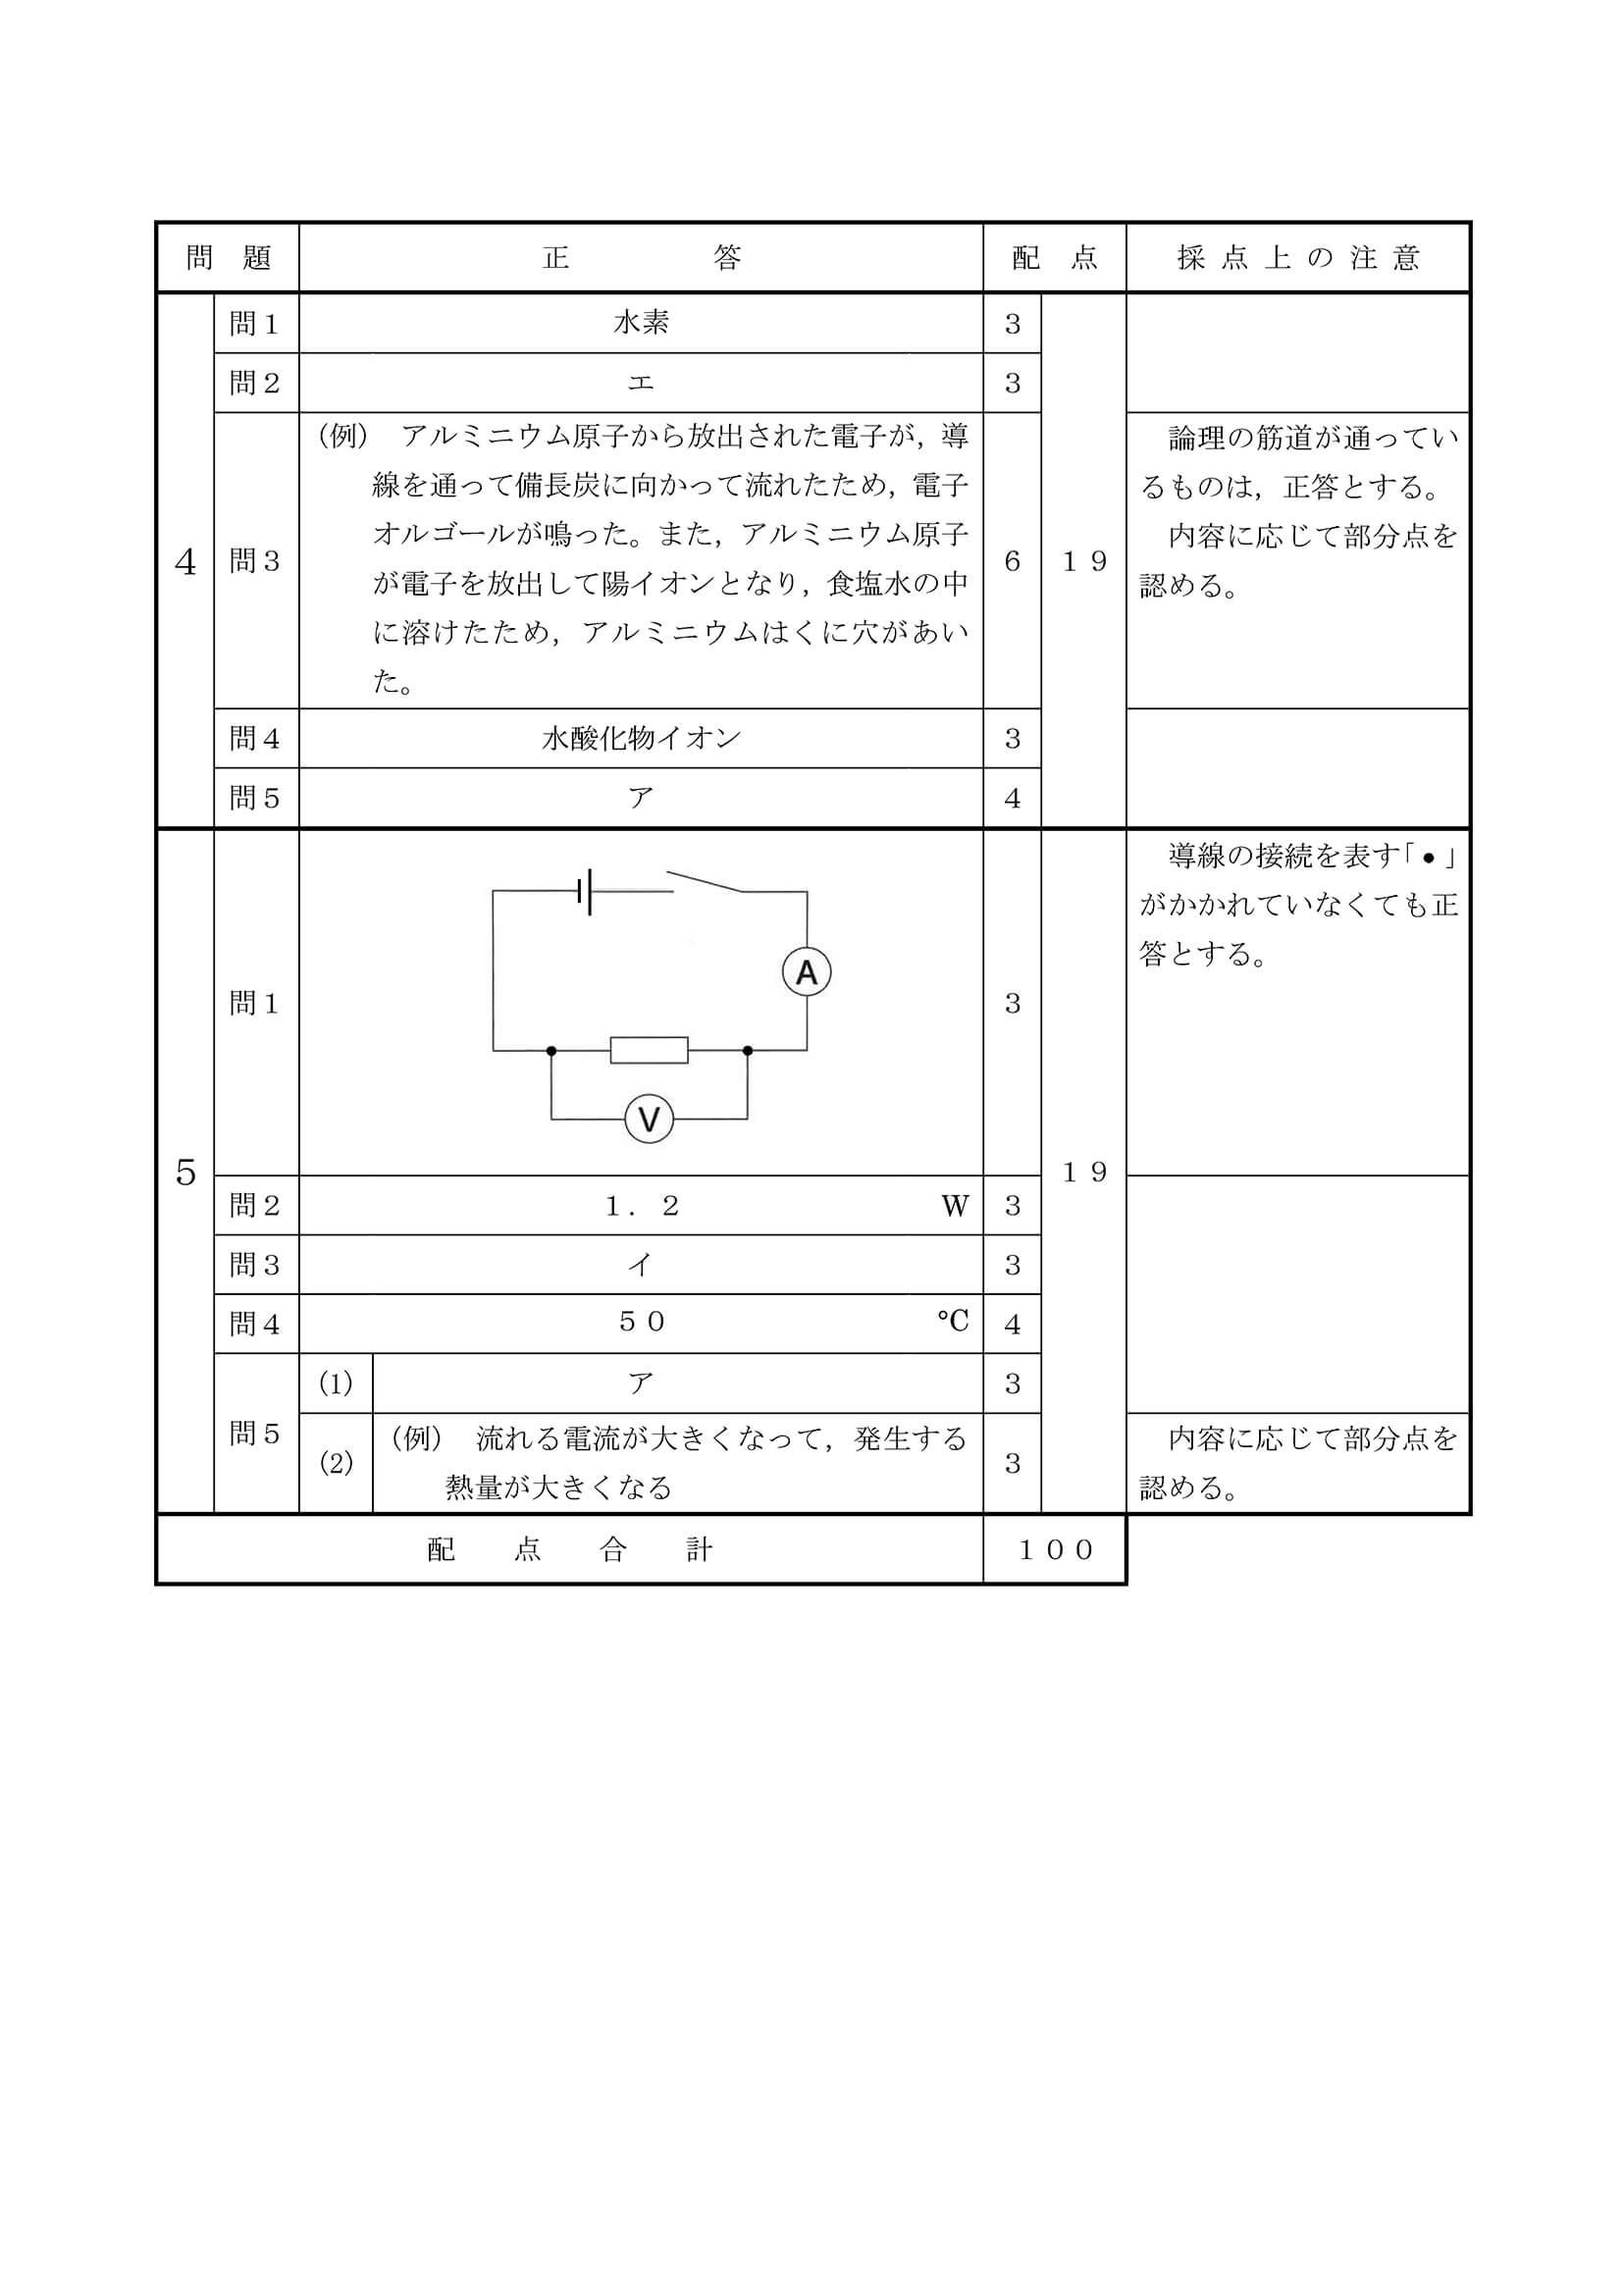 問　題　正　答　配　点　採点上の注意
4
問１　水素　３
問２　エ　３
問３
（例）　アルミニウム原子から放出された電子が，導
線を通って備長炭に向かって流れたため，電子
オルゴールが鳴った。また，アルミニウム原子
が電子を放出して陽イオンとなり，食塩水の中
に溶けたため，アルミニウムはくに穴があい
た。
６　１９
論理の筋道が通ってい
るものは，正答とする。
内容に応じて部分点を
認める。
問４　水酸化物イオン　３
問５　ア　４
5
問１
A
V
３　１９
導線の接続を表す「●」
がかかれていなくても正
答とする。
問２　１．２　W　３
問３　イ　３
問４　５０　℃　４
問５
(1)　ア　３
(2)
（例）　流れる電流が大きくなって，発生する
熱量が大きくなる
３
内容に応じて部分点を
認める。
配　点　合　計　１００